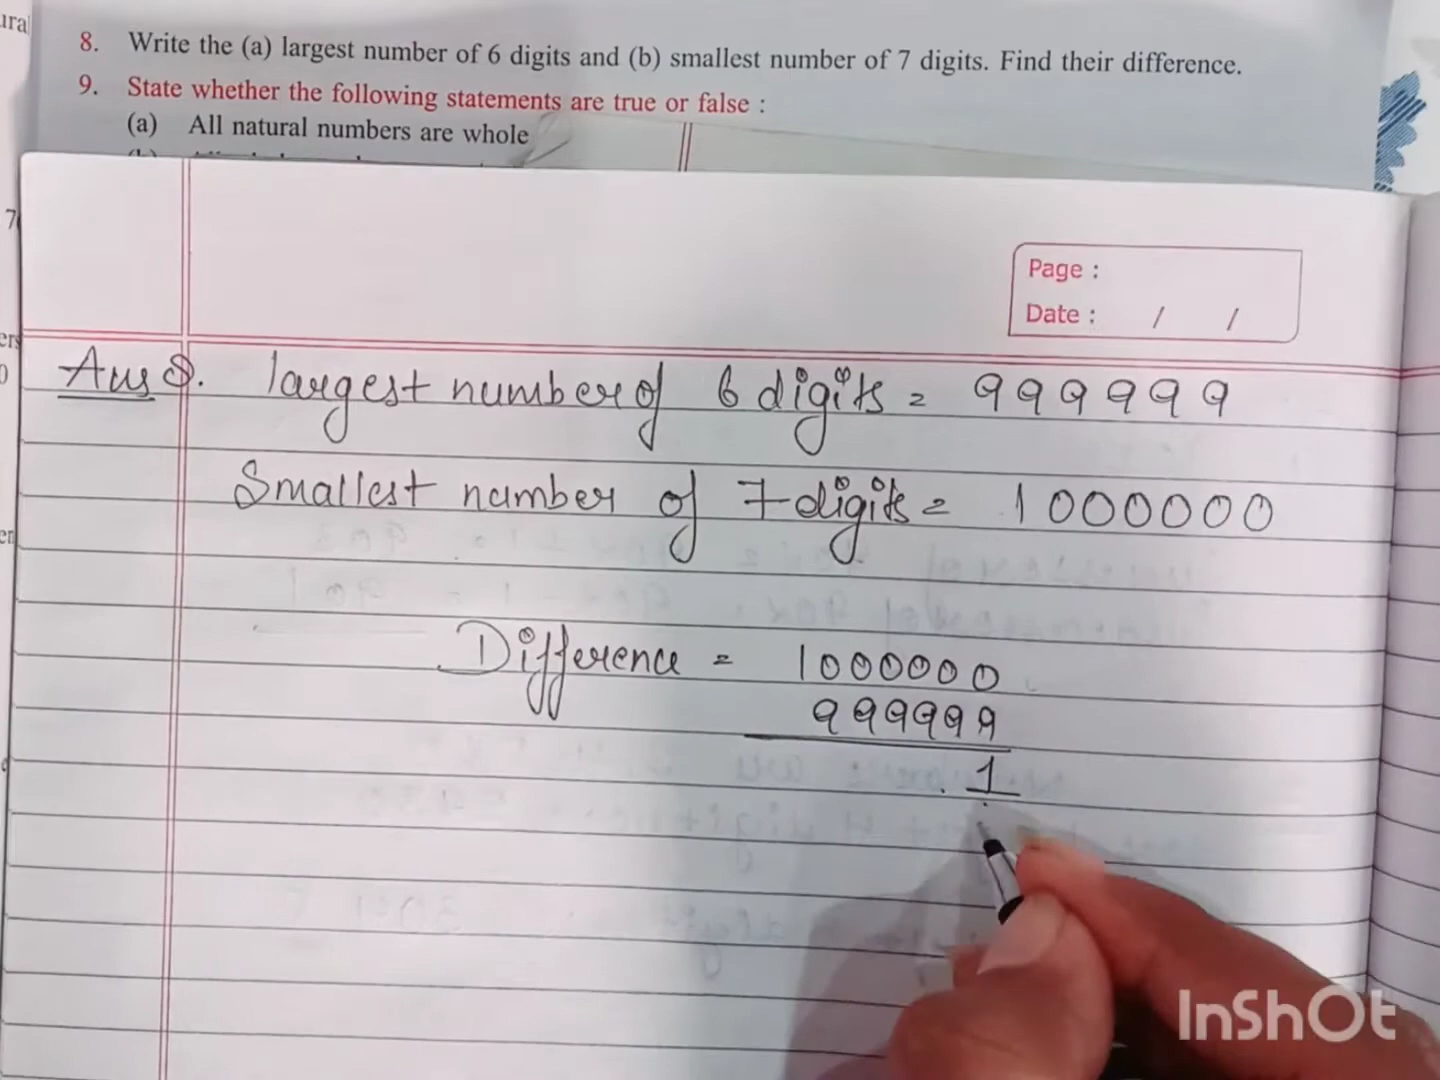 8. Write the (a) largest number of 6 digits and (b) smallest number of 7 digits. Find their difference.
9. State whether the following statements are true or false :
(a) All natural numbers are whole
Page :
Date : / /
Ans 8. largest number of 6 digits = 999999
Smallest number of 7 digits = 1000000
Difference = 1000000
999999
1
InShOt